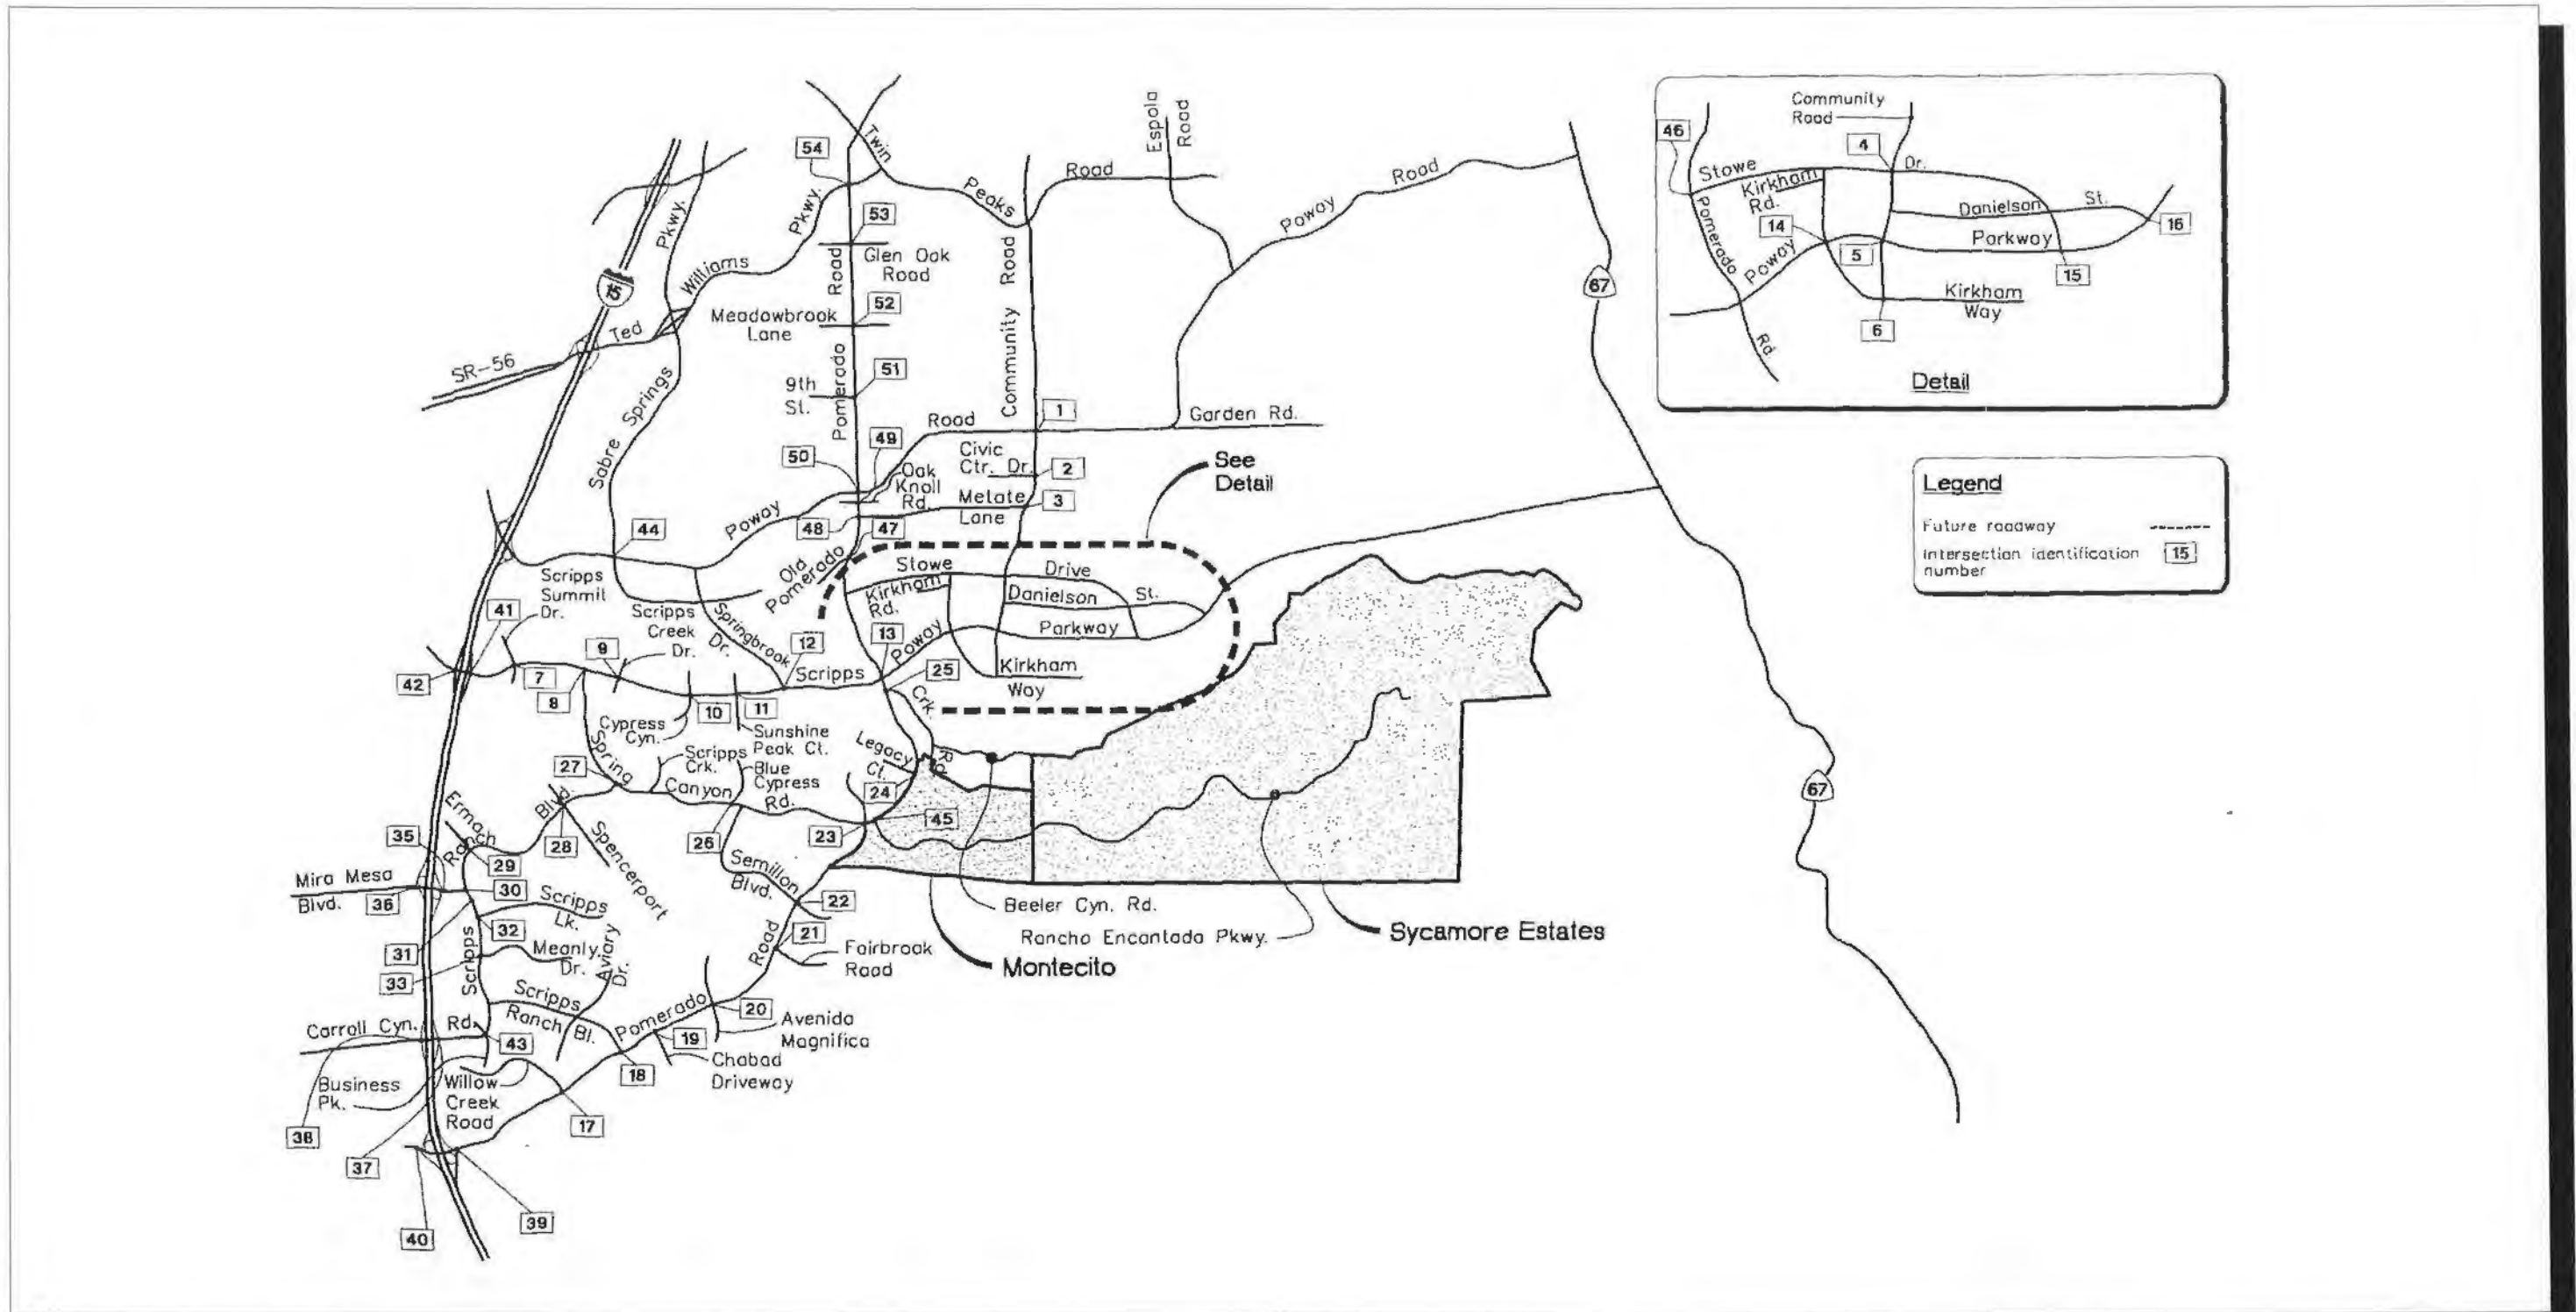 54
Twin
Peaks
Road
Espola
Road
Poway
Road
Pkwy.
Pkwy.
Williams
53
Glen Oak
Road
Road
15
Ted
SR-56
Meadowbrook
Lane
52
Community
Road
67
Pomerado
51
9th
St.
Sabre Springs
1
Road
Garden Rd.
49
50
Oak
Knoll
Rd.
Civic
Ctr. Dr.
2
Metate
Lane
3
See
Detail
Poway
48
47
44
Old
Pomerado
Stowe
Drive
Kirkham
Rd.
Danielson
St.
Poway
Parkway
Kirkham
Way
Scripps
Summit
Dr.
41
Scripps
Creek
Dr.
9
Springbrook
Dr.
12
13
Scripps
25
42
7
8
10
11
Cypress
Cyn.
Sunshine
Peak Ct.
Crk.
Rd.
Legacy
Ct.
Spring
Canyon
Rd.
Scripps
Crk.
Blue
Cypress
27
24
45
23
Erma
Ranch
Blvd.
28
Spencerport
26
Semillon
Blvd.
35
29
Mira Mesa
Blvd.
36
30
Scripps
Lk.
22
Beeler Cyn. Rd.
Rancho Encantada Pkwy.
Sycamore Estates
Montecito
67
31
32
33
Scripps
Meanly
Dr.
Aviary
Dr.
Road
21
Fairbrook
Road
Scripps
Ranch Bl.
Pomerado
20
Avenida
Magnifica
Carroll Cyn.
Rd.
43
19
Chabad
Driveway
18
Business
Pk.
Willow
Creek
Road
17
38
37
39
40
Community
Road
46
4
Stowe
Dr.
Kirkham
Rd.
14
Danielson
St.
16
Pomerado
Rd.
Poway
5
Parkway
15
Kirkham
Way
6
Detail
Legend
Future roadway
Intersection identification
number
15